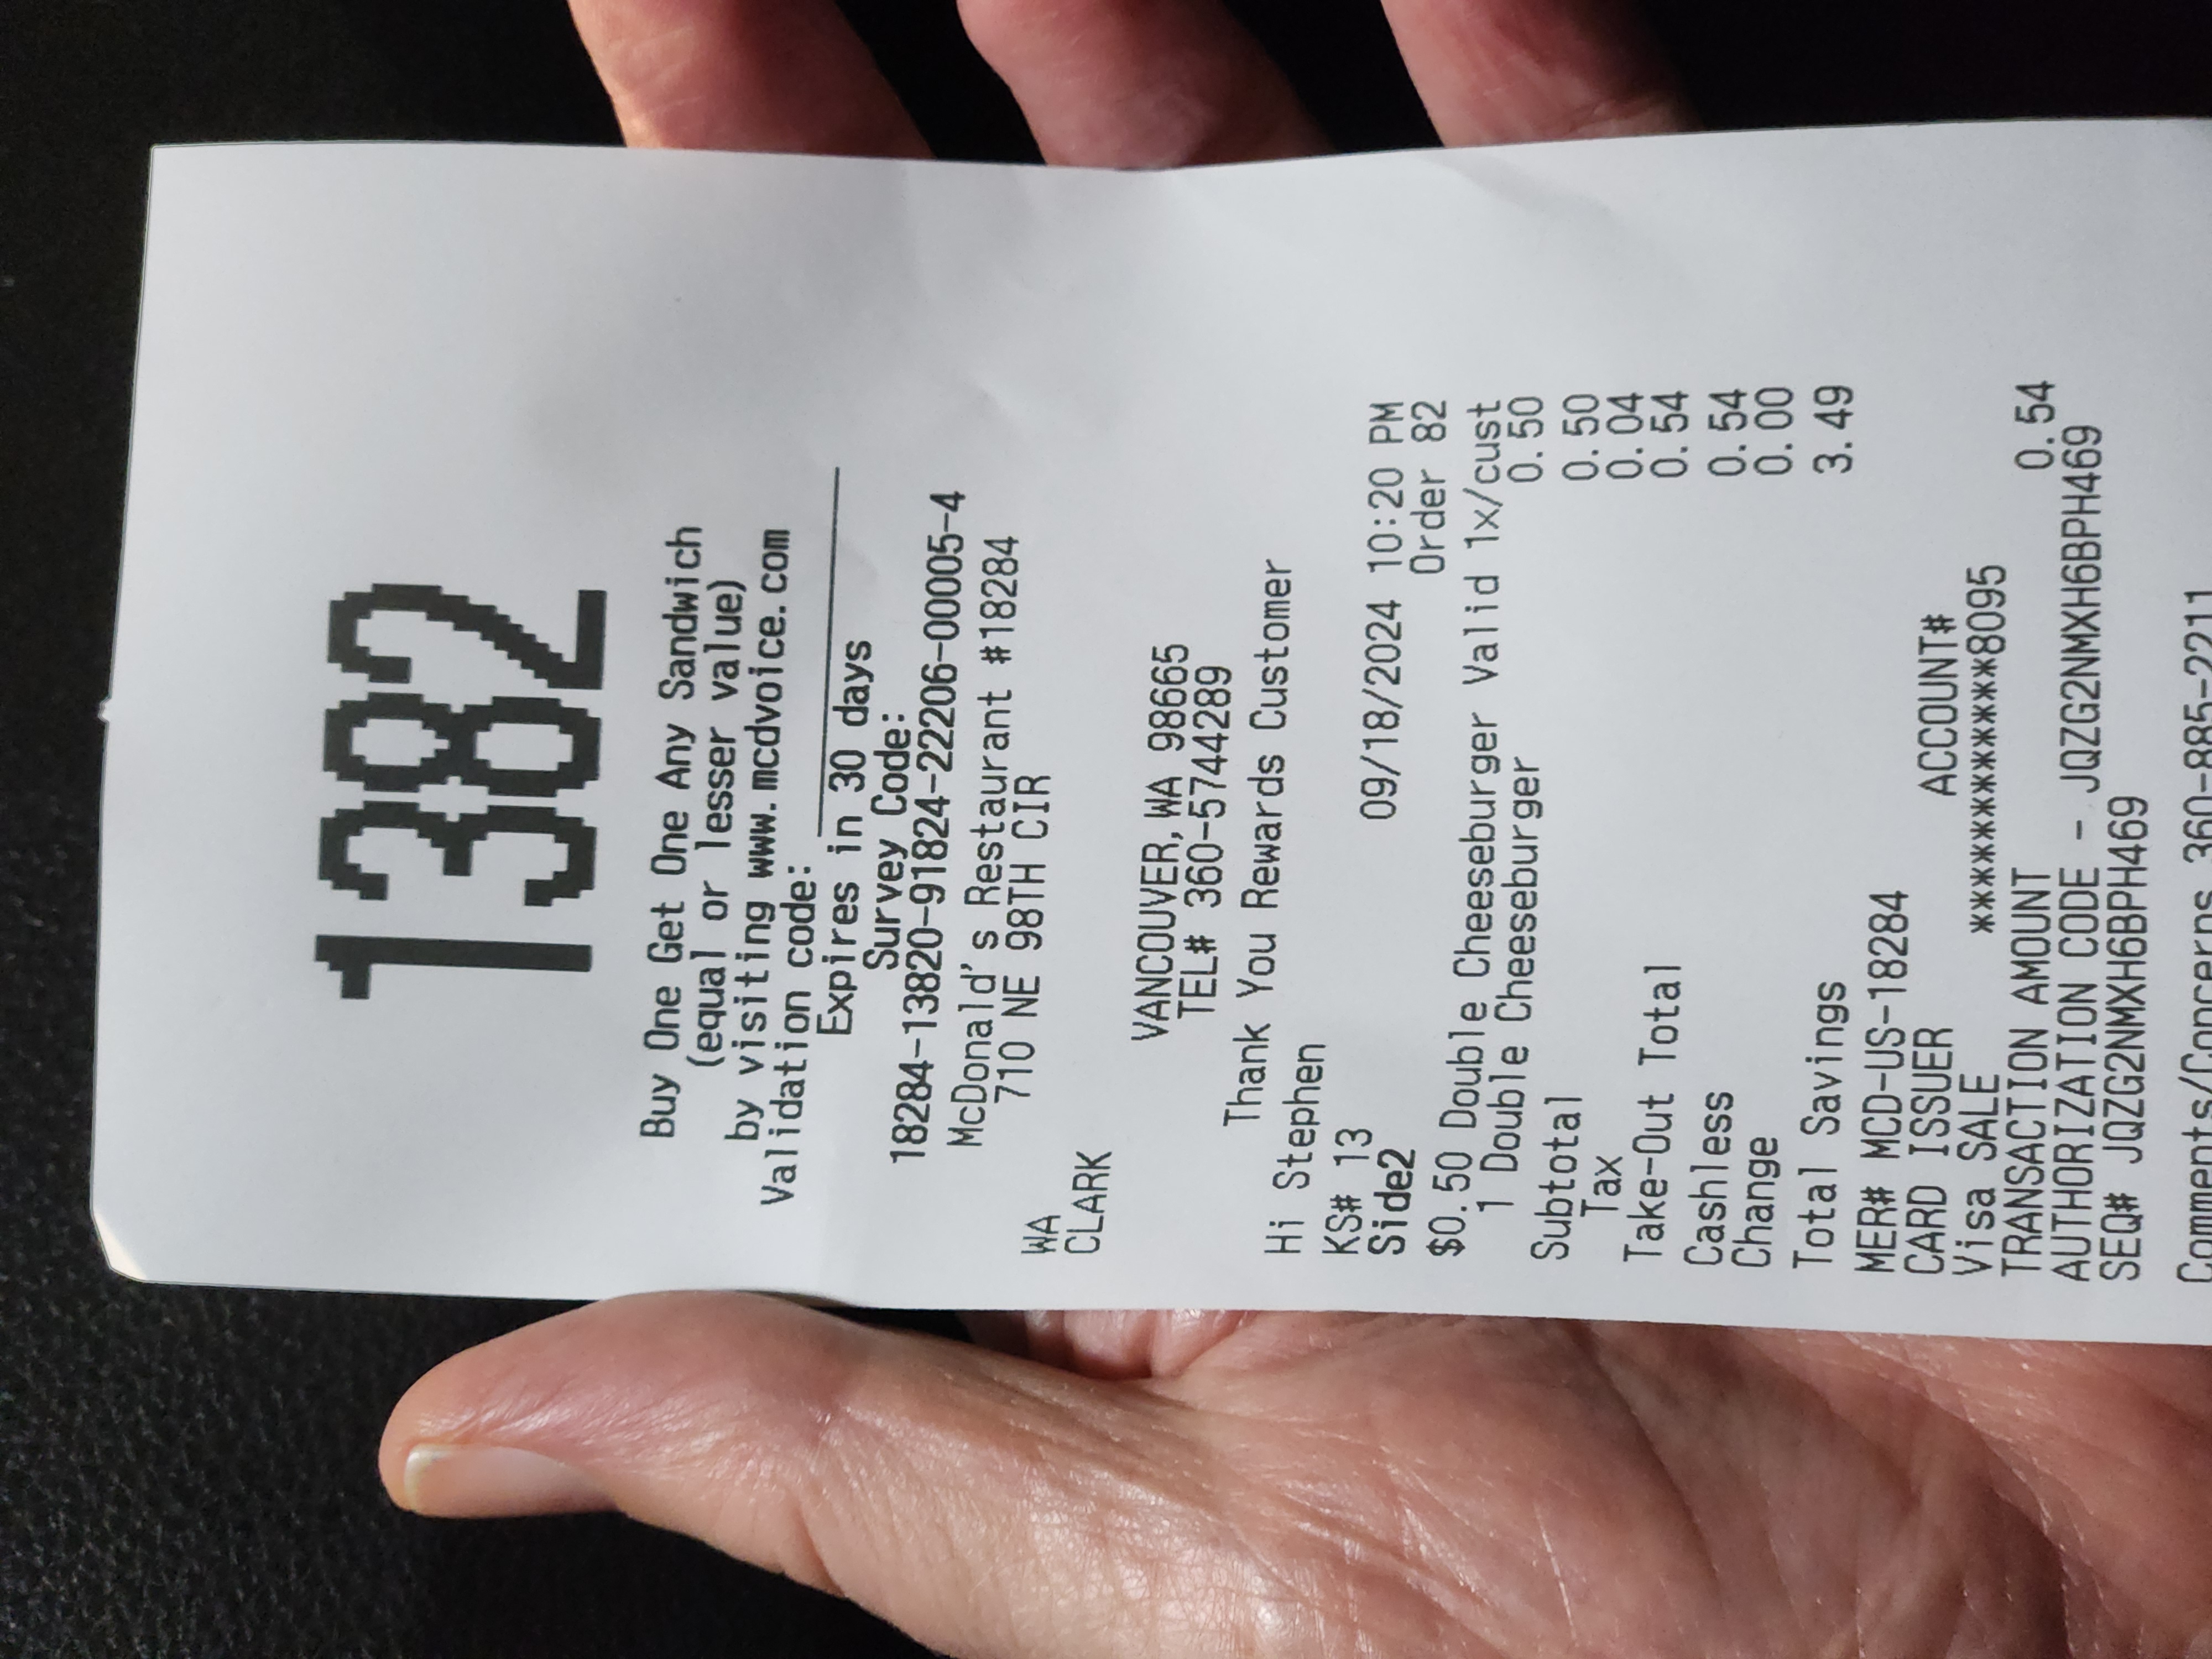 1382
Buy One Get One Any Sandwich
(equal or lesser value)
by visiting www.mcdvoice.com
Validation code:
Expires in 30 days
Survey Code:
18284-13820-91824-22206-00005-4
McDonald's Restaurant #18284
710 NE 98TH CIR
WA
CLARK
VANCOUVER, WA 98665
TEL# 360-5744289
Thank You Rewards Customer
Hi Stephen
KS# 13 09/18/2024 10:20 PM
Side2 Order 82
$0.50 Double Cheeseburger Valid 1x/cust
1 Double Cheeseburger 0.50
Subtotal 0.50
Tax 0.04
Take-Out Total 0.54
Cashless 0.54
Change 0.00
Total Savings 3.49
MER# MCD-US-18284
CARD ISSUER ACCOUNT#
Visa SALE ************8095
TRANSACTION AMOUNT 0.54
AUTHORIZATION CODE - JQZG2NMXH6BPH469
SEQ# JQZG2NMXH6BPH469
Comments/Concerns 360-885-2211